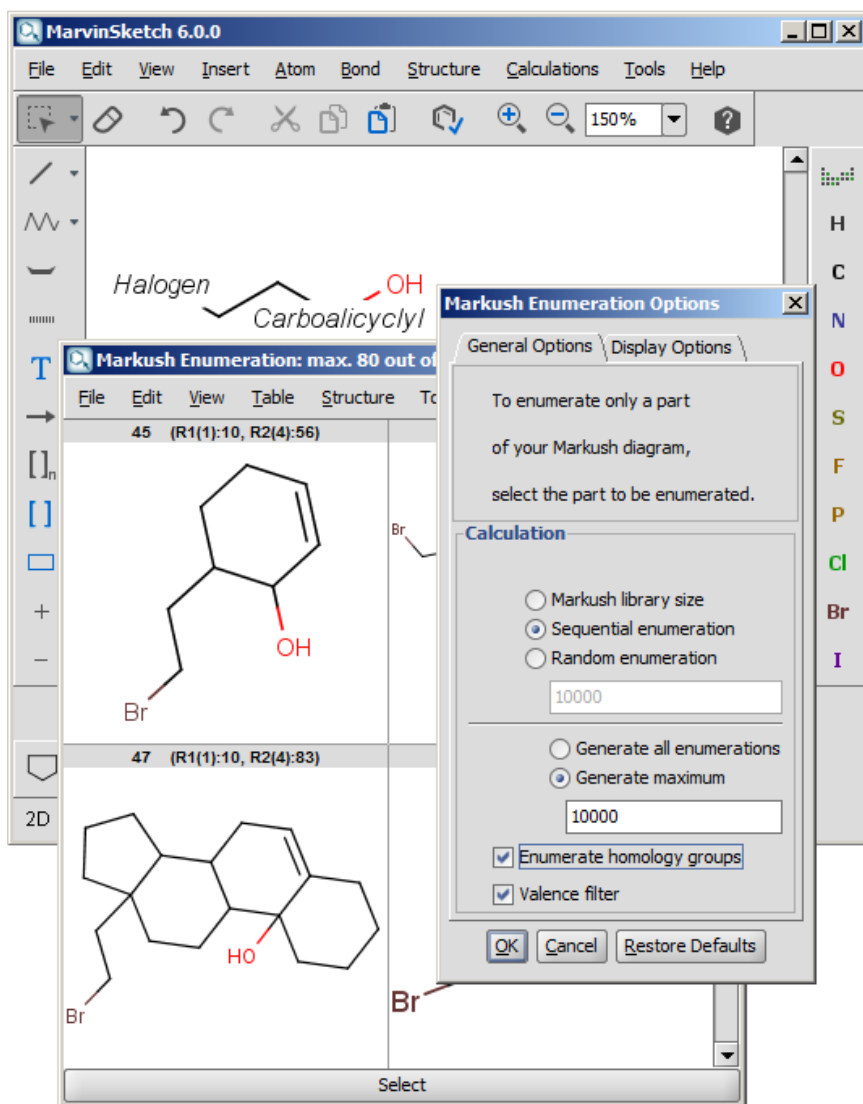 MarvinSketch 6.0.0
File Edit View Insert Atom Bond Structure Calculations Tools Help
150%
H
C
N
O
S
F
P
Cl
Br
I
T
[ ]n
[ ]
+
−
2D
Halogen
OH
Carboalicyclyl
Markush Enumeration: max. 80 out of
File Edit View Table Structure To
45 (R1(1):10, R2(4):56)
OH
Br
Br
47 (R1(1):10, R2(4):83)
HO
Br
Br
Select
Markush Enumeration Options
General Options Display Options
To enumerate only a part
of your Markush diagram,
select the part to be enumerated.
Calculation
Markush library size
Sequential enumeration
Random enumeration
10000
Generate all enumerations
Generate maximum
10000
Enumerate homology groups
Valence filter
OK Cancel Restore Defaults